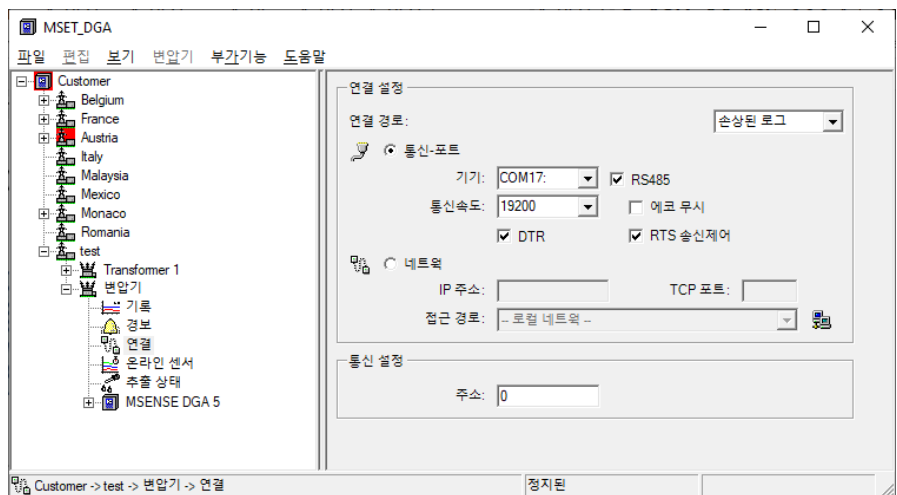 MSET_DGA
파일 편집 보기 변압기 부가기능 도움말
Customer
Belgium
France
Austria
Italy
Malaysia
Mexico
Monaco
Romania
test
Transformer 1
변압기
기록
경보
연결
온라인 센서
추출 상태
MSENSE DGA 5
연결 설정
연결 경로: 손상된 로그
통신-포트
기기: COM17: RS485
통신속도: 19200 에코 무시
DTR RTS 송신제어
네트웍
IP 주소: TCP 포트:
접근 경로: -- 로컬 네트웍 --
통신 설정
주소: 0
Customer -> test -> 변압기 -> 연결 정지된